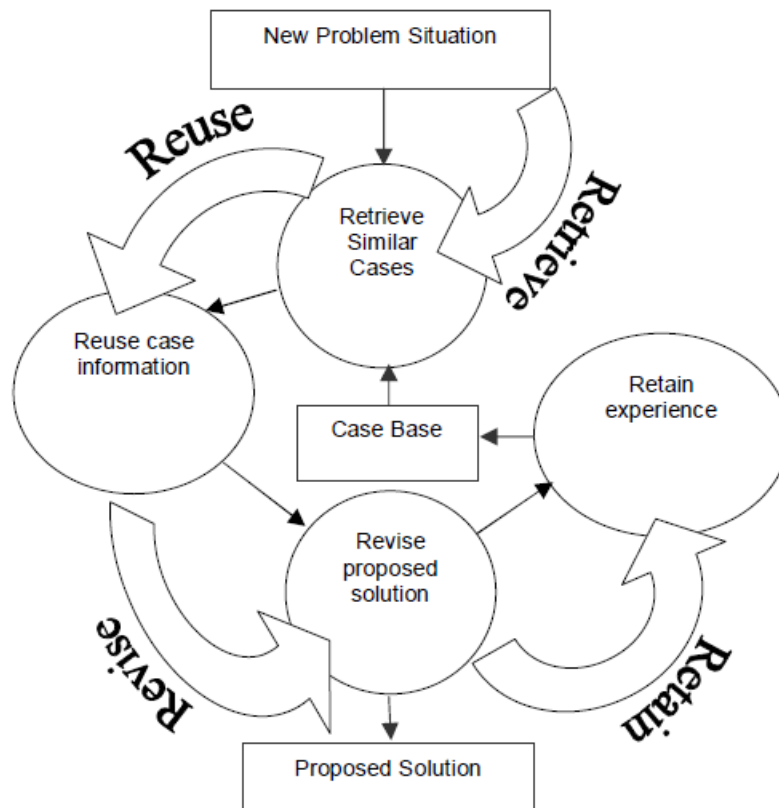 New Problem Situation
Reuse
Retrieve
Retrieve
Similar
Cases
Reuse case
information
Retain
experience
Case Base
Revise
proposed
solution
Revise
Retain
Proposed Solution